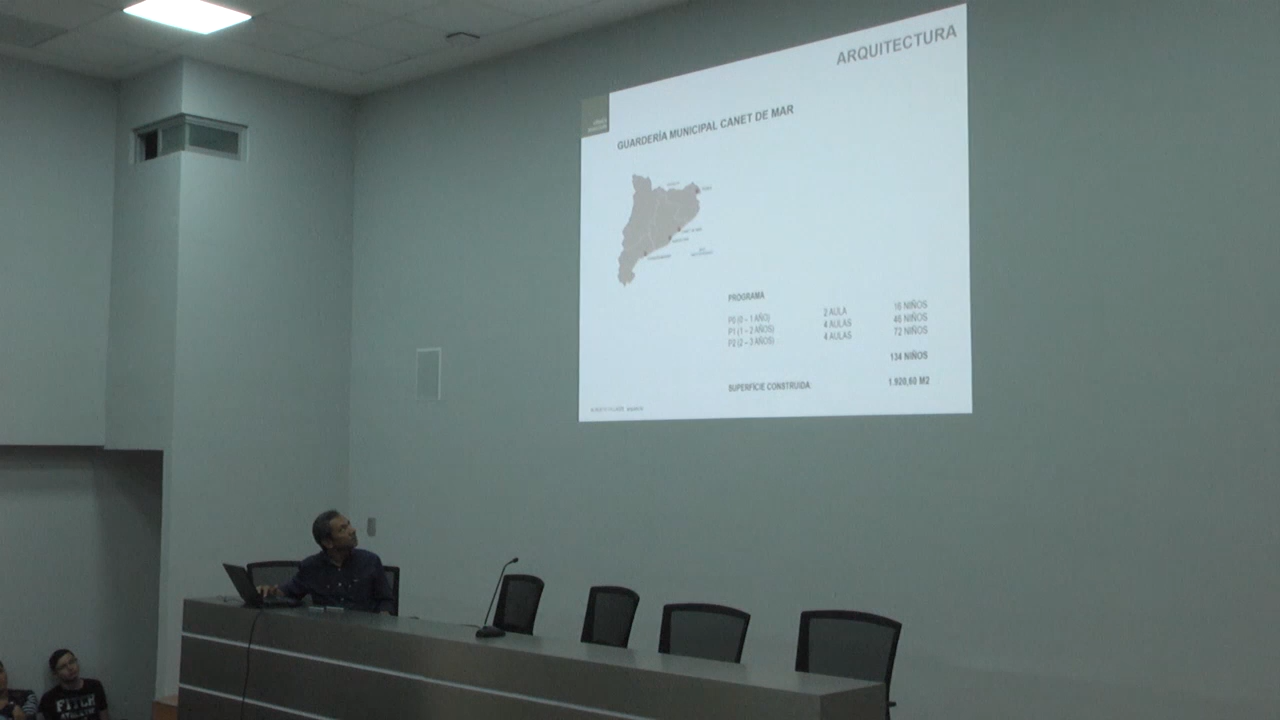 ARQUITECTURA
GUARDERÍA MUNICIPAL CANET DE MAR
PROGRAMA
P0 (0 – 1 AÑO) 2 AULA 16 NIÑOS
P1 (1 – 2 AÑOS) 4 AULAS 46 NIÑOS
P2 (2 – 3 AÑOS) 4 AULAS 72 NIÑOS
134 NIÑOS
SUPERFÍCIE CONSTRUIDA 1.920,60 M2
FITCH